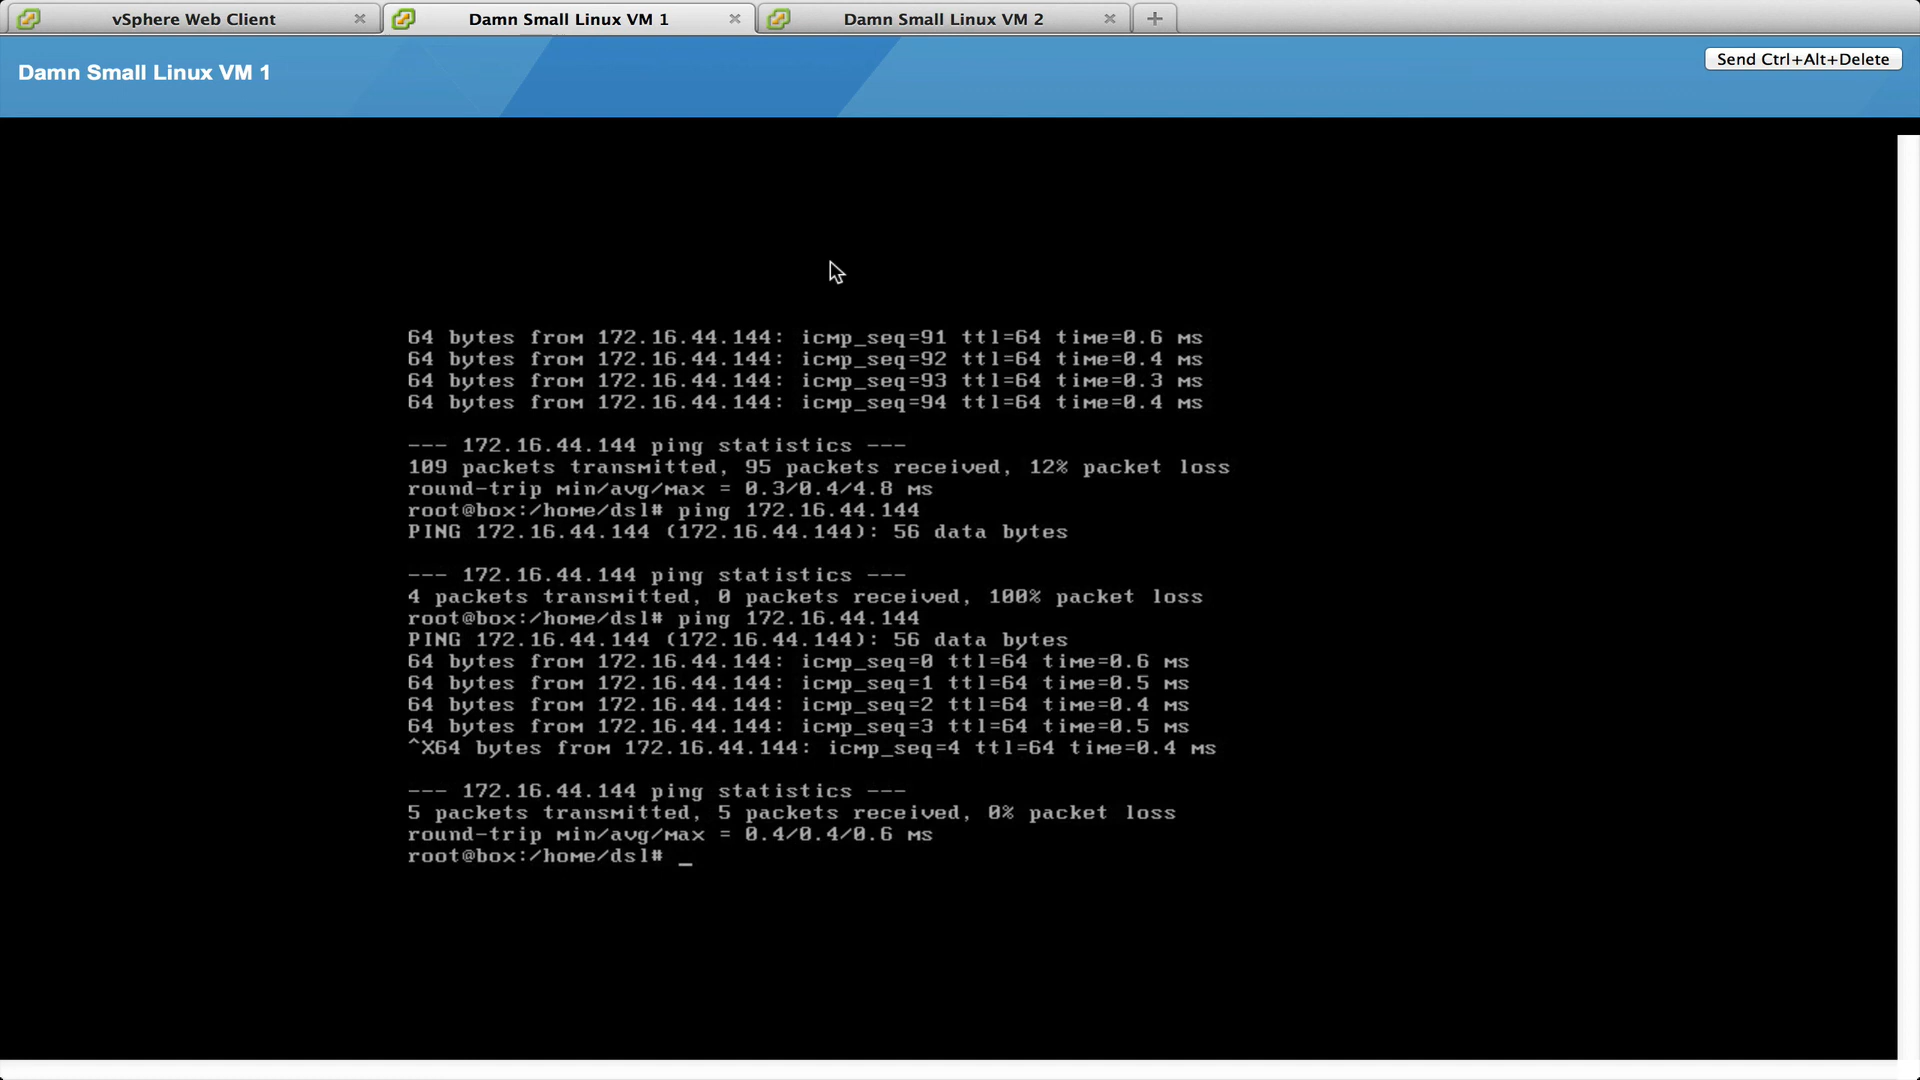 vSphere Web Client
Damn Small Linux VM 1
Damn Small Linux VM 2
Damn Small Linux VM 1
Send Ctrl+Alt+Delete
64 bytes from 172.16.44.144: icmp_seq=91 ttl=64 time=0.6 ms
64 bytes from 172.16.44.144: icmp_seq=92 ttl=64 time=0.4 ms
64 bytes from 172.16.44.144: icmp_seq=93 ttl=64 time=0.3 ms
64 bytes from 172.16.44.144: icmp_seq=94 ttl=64 time=0.4 ms
--- 172.16.44.144 ping statistics ---
109 packets transmitted, 95 packets received, 12% packet loss
round-trip min/avg/max = 0.3/0.4/4.8 ms
root@box:/home/dsl# ping 172.16.44.144
PING 172.16.44.144 (172.16.44.144): 56 data bytes
--- 172.16.44.144 ping statistics ---
4 packets transmitted, 0 packets received, 100% packet loss
root@box:/home/dsl# ping 172.16.44.144
PING 172.16.44.144 (172.16.44.144): 56 data bytes
64 bytes from 172.16.44.144: icmp_seq=0 ttl=64 time=0.6 ms
64 bytes from 172.16.44.144: icmp_seq=1 ttl=64 time=0.5 ms
64 bytes from 172.16.44.144: icmp_seq=2 ttl=64 time=0.4 ms
64 bytes from 172.16.44.144: icmp_seq=3 ttl=64 time=0.5 ms
^X64 bytes from 172.16.44.144: icmp_seq=4 ttl=64 time=0.4 ms
--- 172.16.44.144 ping statistics ---
5 packets transmitted, 5 packets received, 0% packet loss
round-trip min/avg/max = 0.4/0.4/0.6 ms
root@box:/home/dsl# _